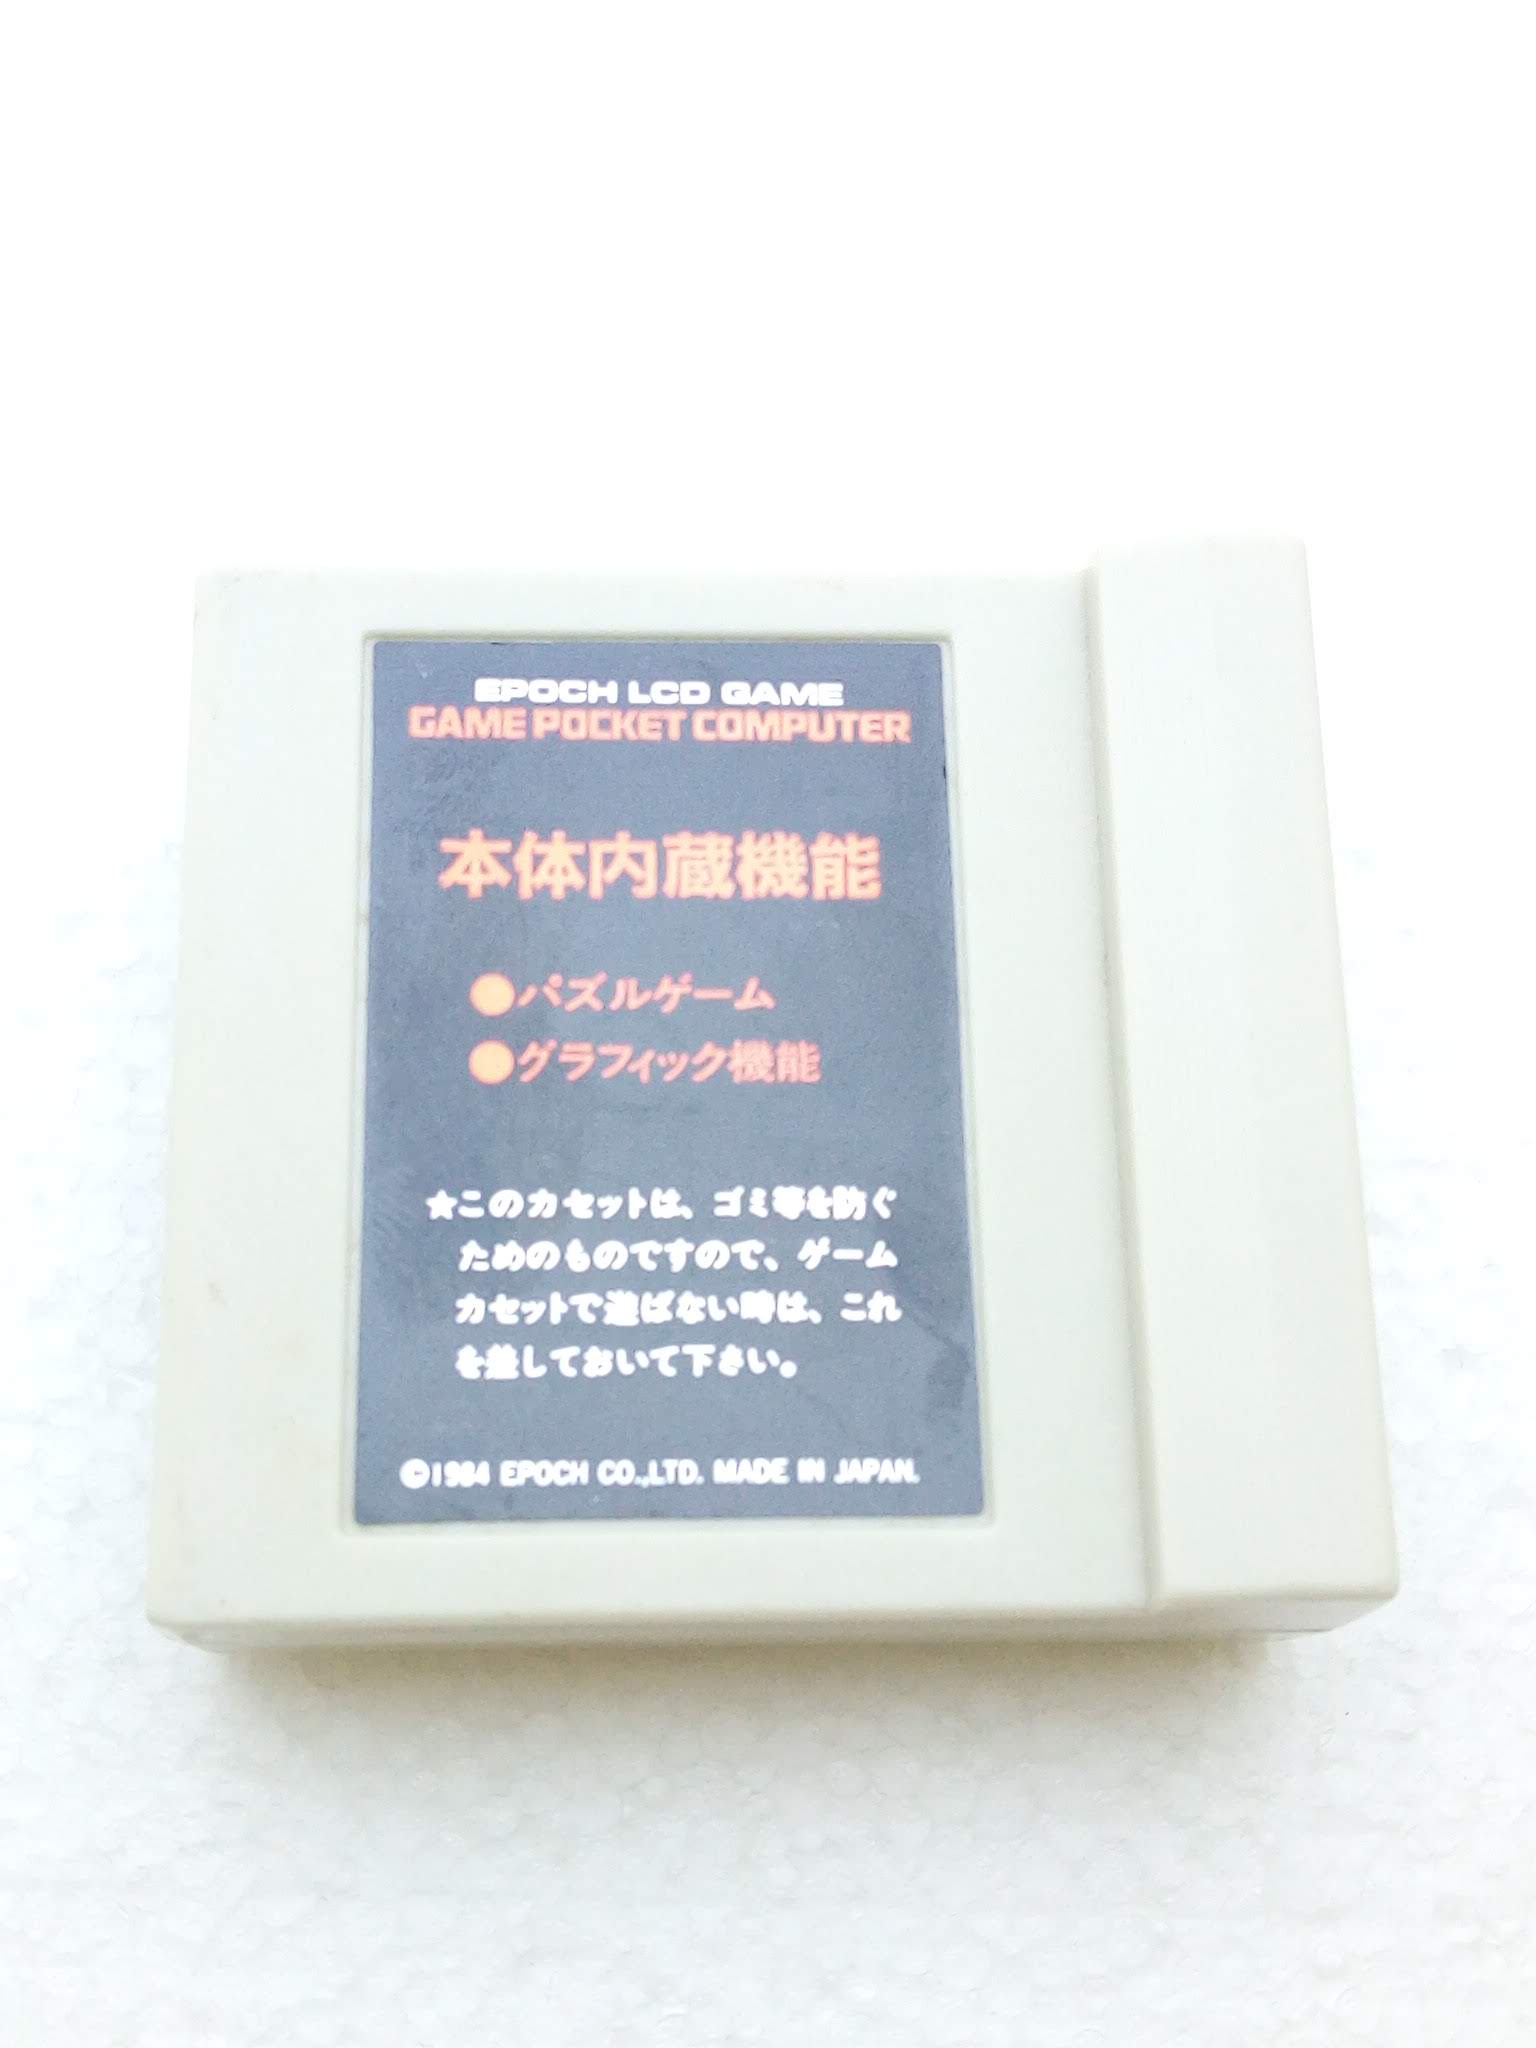 EPOCH LCD GAME
GAME POCKET COMPUTER
本体内蔵機能
●パズルゲーム
●グラフィック機能
★このカセットは、ゴミ等を防ぐ
ためのものですので、ゲーム
カセットで遊ばない時は、これ
を差しておいて下さい。
©1984 EPOCH CO.,LTD. MADE IN JAPAN.